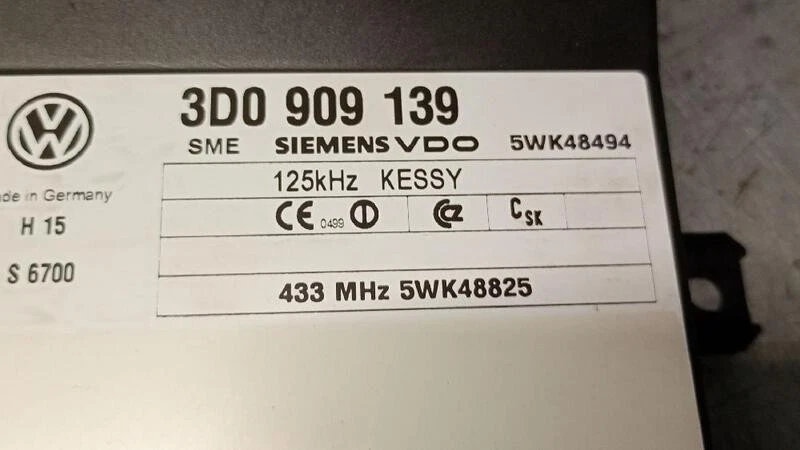 3D0 909 139
SME SIEMENS VDO 5WK48494
125kHz KESSY
in Germany
CE 0499 CZ CSK
H 15
S 6700
433 MHz 5WK48825